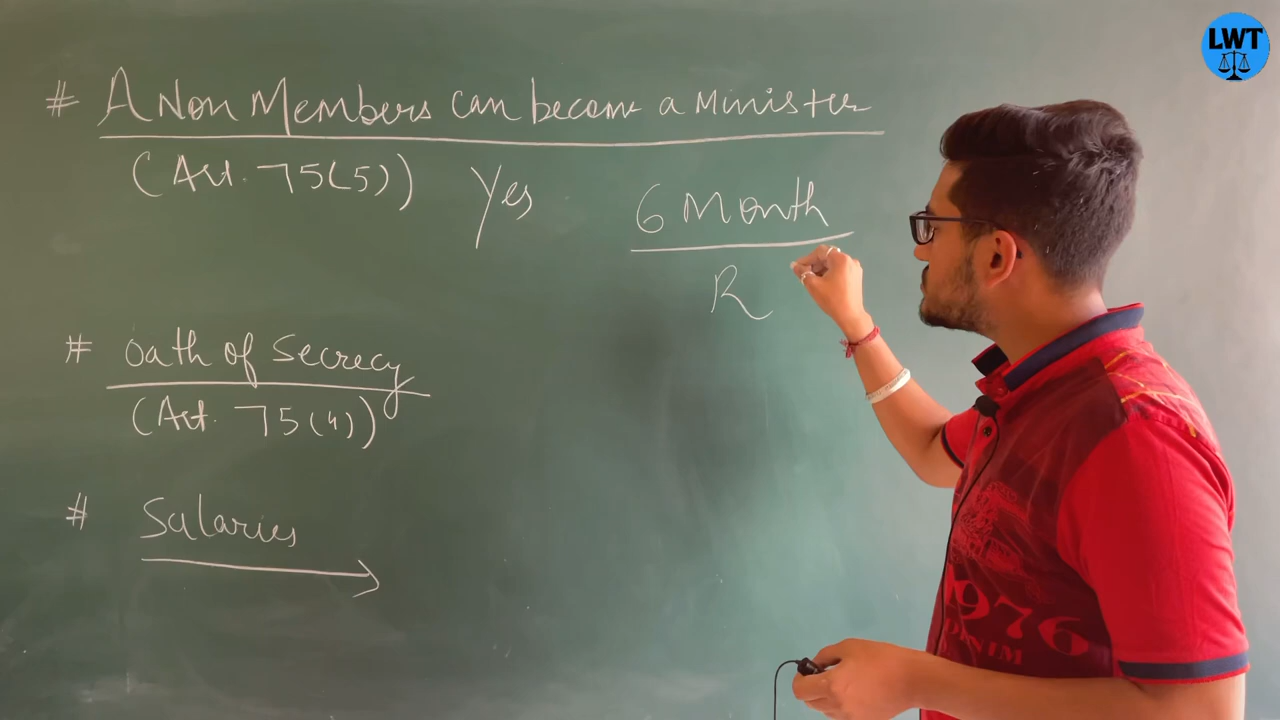 LWT
# A Non Members can become a Minister
(Art. 75(5)) Yes 6 Month
R
# Oath of Secrecy
(Art. 75(4))
# Salaries
1976
DENIM